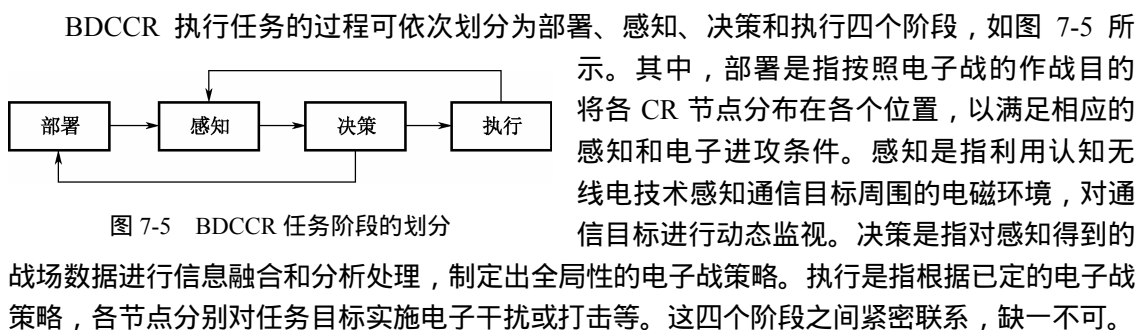 BDCCR 执行任务的过程可依次划分为部署、感知、决策和执行四个阶段，如图 7-5 所
示。其中，部署是指按照电子战的作战目的
将各 CR 节点分布在各个位置，以满足相应的
感知和电子进攻条件。感知是指利用认知无
线电技术感知通信目标周围的电磁环境，对通
信目标进行动态监视。决策是指对感知得到的
部署 感知 决策 执行
图 7-5 BDCCR 任务阶段的划分
战场数据进行信息融合和分析处理，制定出全局性的电子战策略。执行是指根据已定的电子战
策略，各节点分别对任务目标实施电子干扰或打击等。这四个阶段之间紧密联系，缺一不可。